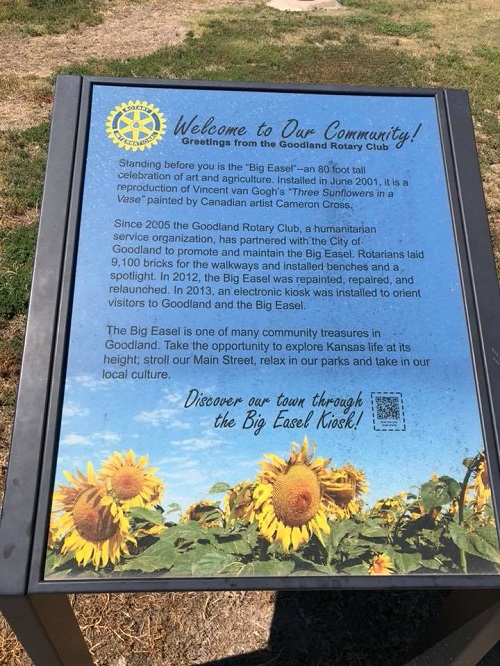 ROTARY
INTERNATIONAL
Welcome to Our Community!
Greetings from the Goodland Rotary Club
Standing before you is the "Big Easel"--an 80 foot tall
celebration of art and agriculture. Installed in June 2001, it is a
reproduction of Vincent van Gogh's "Three Sunflowers in a
Vase" painted by Canadian artist Cameron Cross.
Since 2005 the Goodland Rotary Club, a humanitarian
service organization, has partnered with the City of
Goodland to promote and maintain the Big Easel. Rotarians laid
9,100 bricks for the walkways and installed benches and a
spotlight. In 2012, the Big Easel was repainted, repaired, and
relaunched. In 2013, an electronic kiosk was installed to orient
visitors to Goodland and the Big Easel.
The Big Easel is one of many community treasures in
Goodland. Take the opportunity to explore Kansas life at its
height; stroll our Main Street, relax in our parks and take in our
local culture.
Discover our town through
the Big Easel Kiosk!